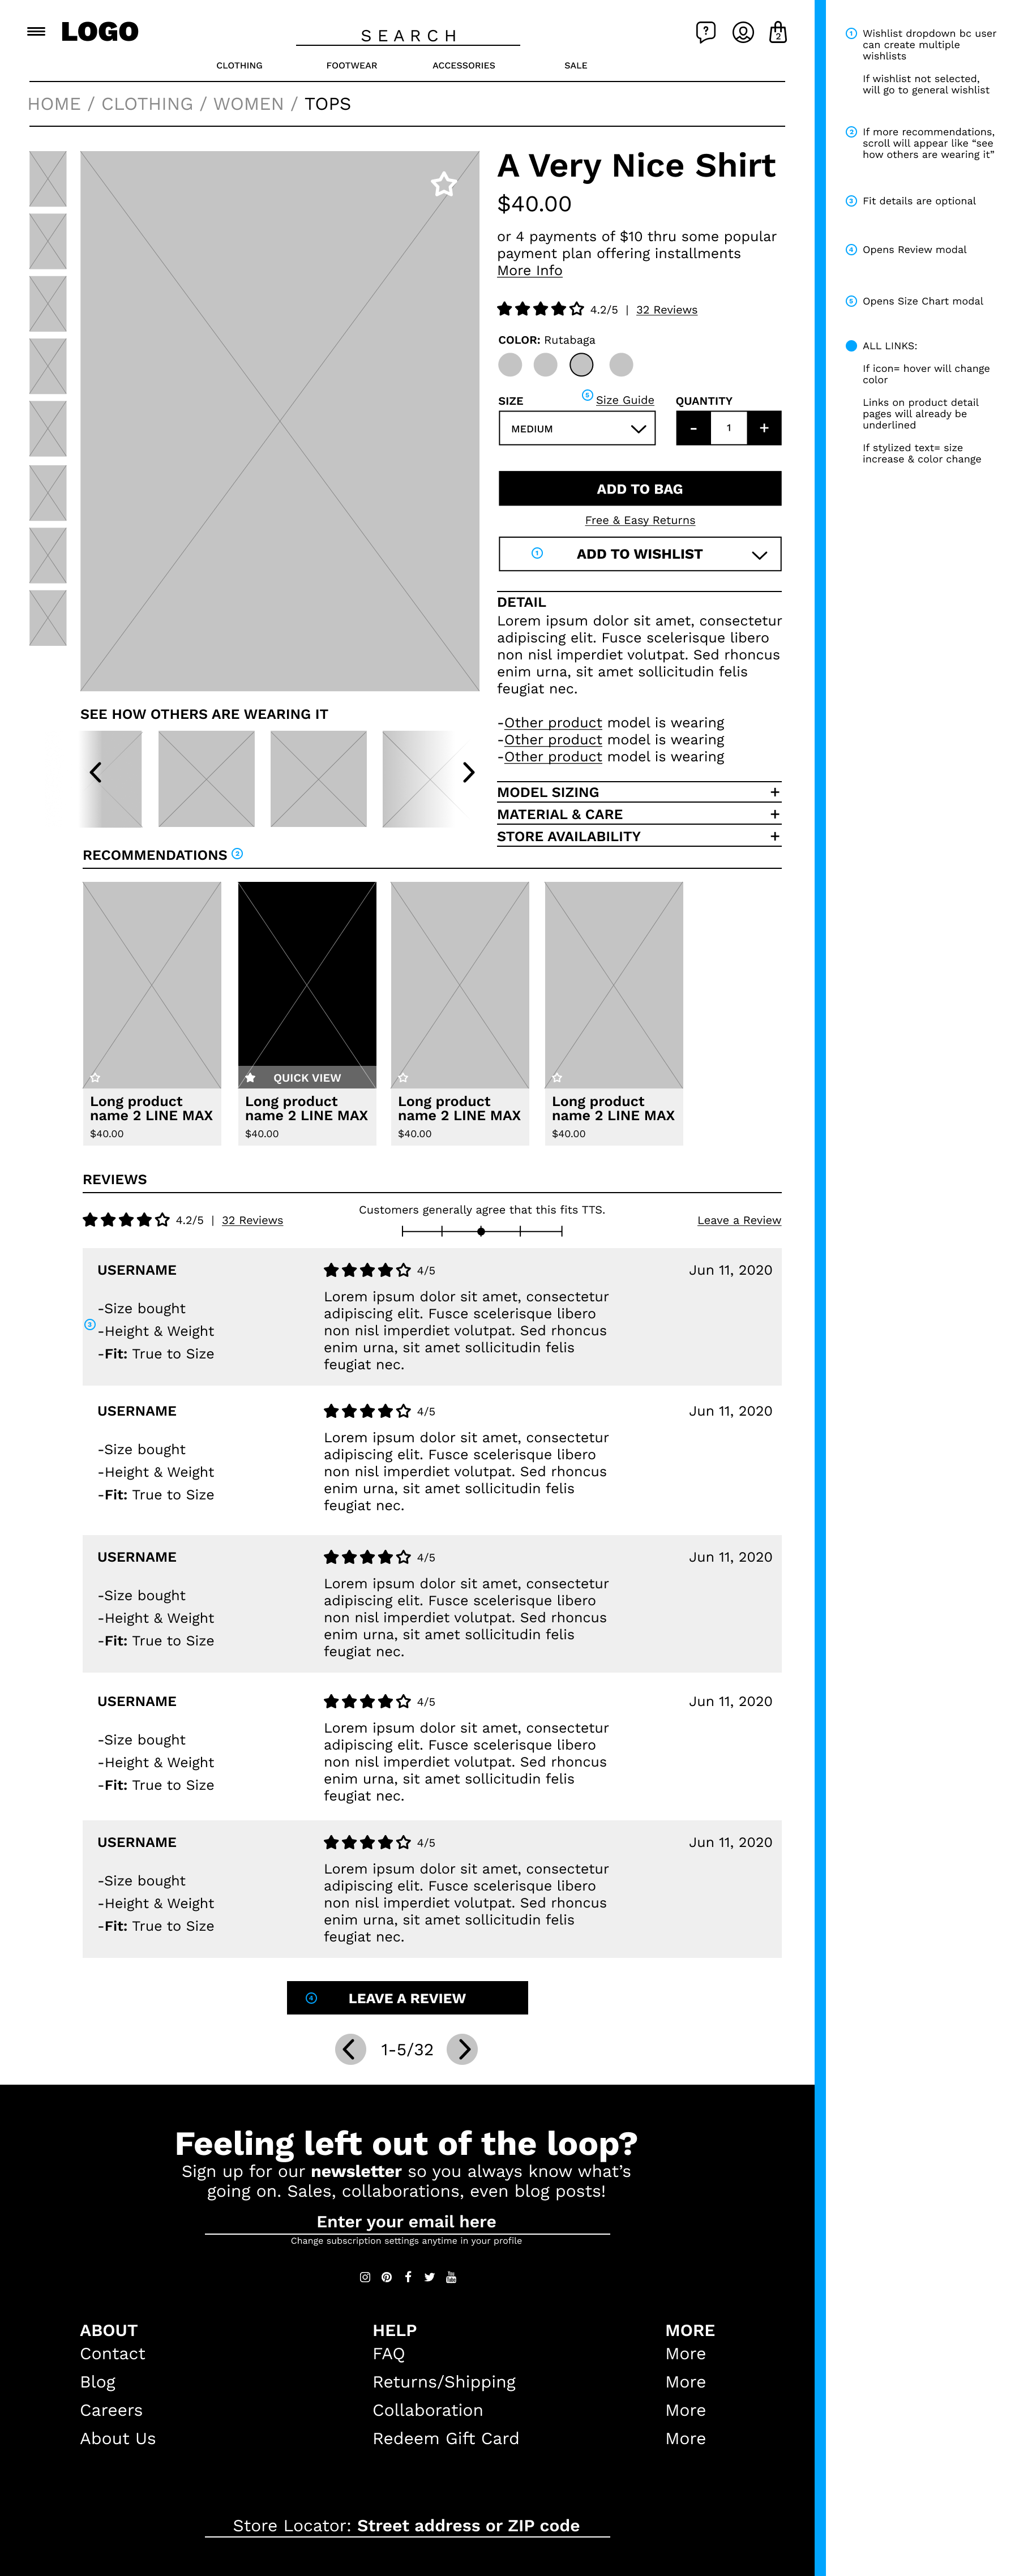 LOGO
SEARCH
?
2
CLOTHING
FOOTWEAR
ACCESSORIES
SALE
HOME / CLOTHING / WOMEN / TOPS
A Very Nice Shirt
$40.00
or 4 payments of $10 thru some popular
payment plan offering installments
More Info
4.2/5 | 32 Reviews
COLOR: Rutabaga
SIZE
5 Size Guide
QUANTITY
MEDIUM
- 1 +
ADD TO BAG
Free & Easy Returns
1 ADD TO WISHLIST
DETAIL
Lorem ipsum dolor sit amet, consectetur
adipiscing elit. Fusce scelerisque libero
non nisl imperdiet volutpat. Sed rhoncus
enim urna, sit amet sollicitudin felis
feugiat nec.
-Other product model is wearing
-Other product model is wearing
-Other product model is wearing
MODEL SIZING +
MATERIAL & CARE +
STORE AVAILABILITY +
SEE HOW OTHERS ARE WEARING IT
RECOMMENDATIONS 2
QUICK VIEW
Long product
name 2 LINE MAX
$40.00
Long product
name 2 LINE MAX
$40.00
Long product
name 2 LINE MAX
$40.00
Long product
name 2 LINE MAX
$40.00
REVIEWS
4.2/5 | 32 Reviews
Customers generally agree that this fits TTS.
Leave a Review
USERNAME
-Size bought
3 -Height & Weight
-Fit: True to Size
4/5
Lorem ipsum dolor sit amet, consectetur
adipiscing elit. Fusce scelerisque libero
non nisl imperdiet volutpat. Sed rhoncus
enim urna, sit amet sollicitudin felis
feugiat nec.
Jun 11, 2020
USERNAME
-Size bought
-Height & Weight
-Fit: True to Size
4/5
Lorem ipsum dolor sit amet, consectetur
adipiscing elit. Fusce scelerisque libero
non nisl imperdiet volutpat. Sed rhoncus
enim urna, sit amet sollicitudin felis
feugiat nec.
Jun 11, 2020
USERNAME
-Size bought
-Height & Weight
-Fit: True to Size
4/5
Lorem ipsum dolor sit amet, consectetur
adipiscing elit. Fusce scelerisque libero
non nisl imperdiet volutpat. Sed rhoncus
enim urna, sit amet sollicitudin felis
feugiat nec.
Jun 11, 2020
USERNAME
-Size bought
-Height & Weight
-Fit: True to Size
4/5
Lorem ipsum dolor sit amet, consectetur
adipiscing elit. Fusce scelerisque libero
non nisl imperdiet volutpat. Sed rhoncus
enim urna, sit amet sollicitudin felis
feugiat nec.
Jun 11, 2020
USERNAME
-Size bought
-Height & Weight
-Fit: True to Size
4/5
Lorem ipsum dolor sit amet, consectetur
adipiscing elit. Fusce scelerisque libero
non nisl imperdiet volutpat. Sed rhoncus
enim urna, sit amet sollicitudin felis
feugiat nec.
Jun 11, 2020
4 LEAVE A REVIEW
1-5/32
Feeling left out of the loop?
Sign up for our newsletter so you always know what’s
going on. Sales, collaborations, even blog posts!
Enter your email here
Change subscription settings anytime in your profile
ABOUT
Contact
Blog
Careers
About Us
HELP
FAQ
Returns/Shipping
Collaboration
Redeem Gift Card
MORE
More
More
More
More
Store Locator: Street address or ZIP code
1 Wishlist dropdown bc user
can create multiple
wishlists
If wishlist not selected,
will go to general wishlist
2 If more recommendations,
scroll will appear like “see
how others are wearing it”
3 Fit details are optional
4 Opens Review modal
5 Opens Size Chart modal
ALL LINKS:
If icon= hover will change
color
Links on product detail
pages will already be
underlined
If stylized text= size
increase & color change